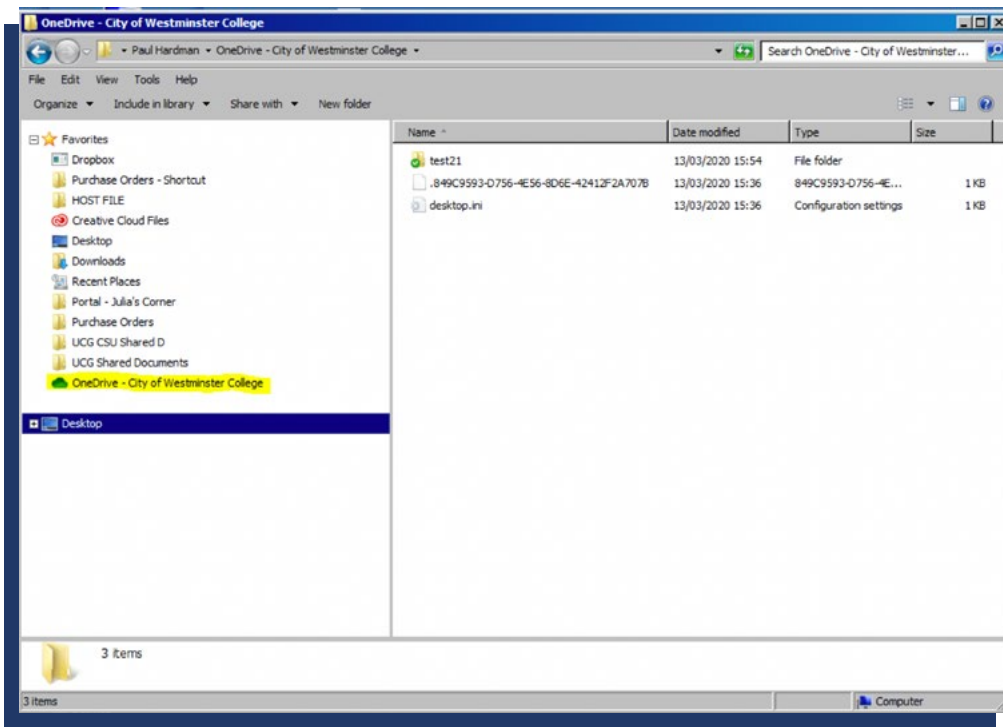 OneDrive - City of Westminster College
Paul Hardman OneDrive - City of Westminster College Search OneDrive - City of Westminster...
File Edit View Tools Help
Organize Include in library Share with New folder
Name Date modified Type Size
Favorites
Dropbox
Purchase Orders - Shortcut
HOST FILE
Creative Cloud Files
Desktop
Downloads
Recent Places
Portal - Julia's Corner
Purchase Orders
UCG CSU Shared D
UCG Shared Documents
OneDrive - City of Westminster College
Desktop
test21 13/03/2020 15:54 File folder
.849C9593-D756-4E56-8D6E-42412F2A707B 13/03/2020 15:36 849C9593-D756-4E... 1 KB
desktop.ini 13/03/2020 15:36 Configuration settings 1 KB
3 items
3 items Computer